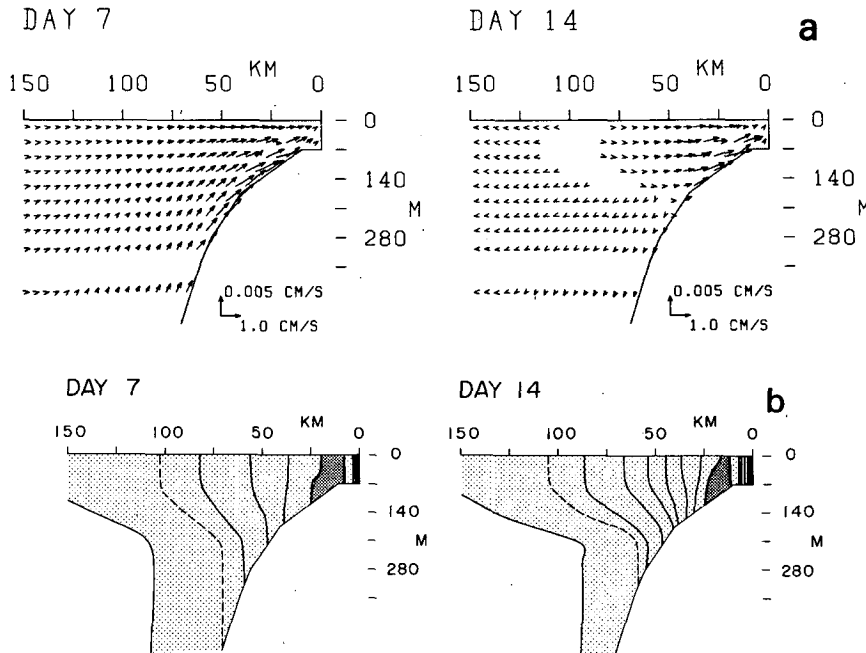 DAY 7 DAY 14 a
KM KM
150 100 50 0 150 100 50 0
0 0
140 140
M M
280 280
0.005 CM/S 0.005 CM/S
1.0 CM/S 1.0 CM/S
DAY 7 DAY 14 b
KM KM
150 100 50 0 150 100 50 0
0 0
140 140
M M
280 280